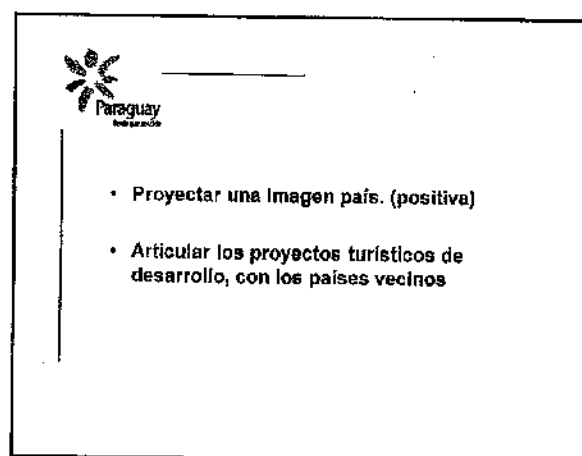 Paraguay
• Proyectar una Imagen país. (positiva)
• Articular los proyectos turísticos de
desarrollo, con los países vecinos